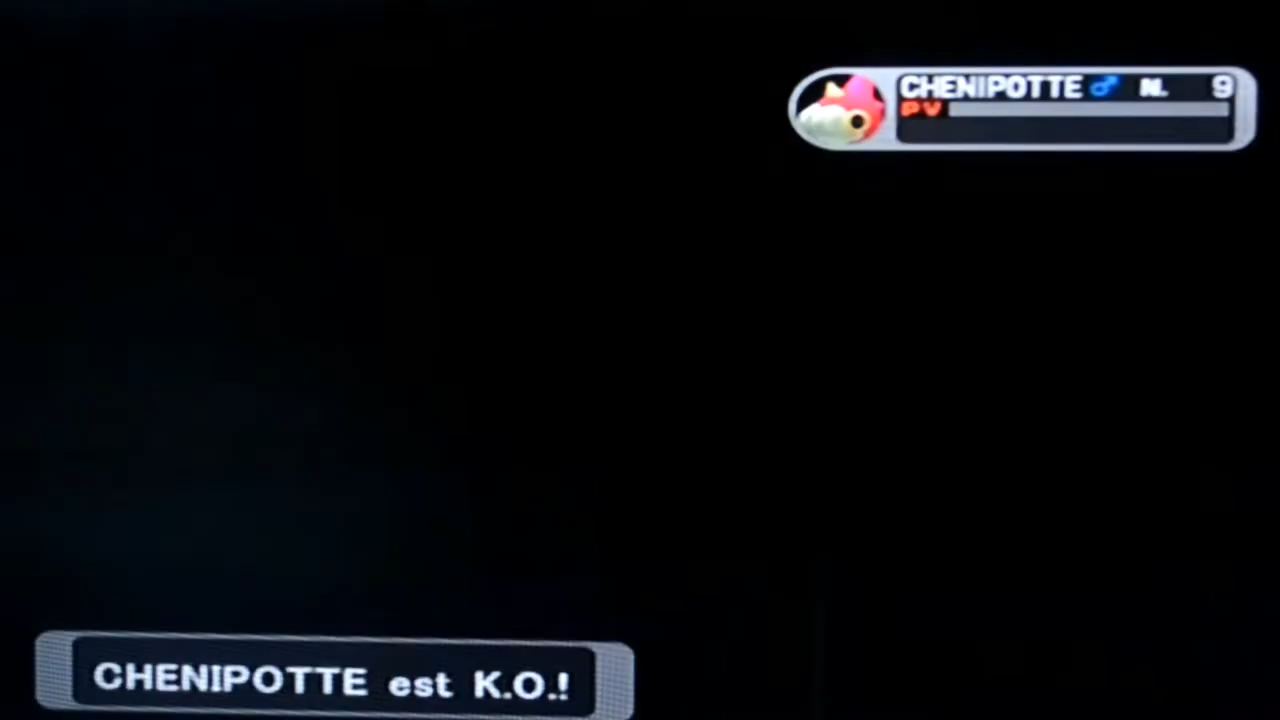 CHENIPOTTE ♂ N. 9
PV
CHENIPOTTE est K.O.!